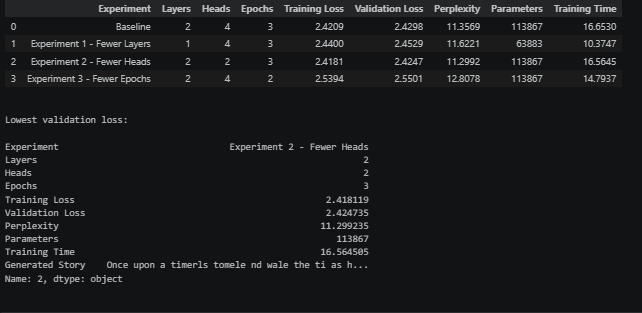 Experiment Layers Heads Epochs Training Loss Validation Loss Perplexity Parameters Training Time
0 Baseline 2 4 3 2.4209 2.4298 11.3569 113867 16.6530
1 Experiment 1 - Fewer Layers 1 4 3 2.4400 2.4529 11.6221 63883 10.3747
2 Experiment 2 - Fewer Heads 2 2 3 2.4181 2.4247 11.2992 113867 16.5645
3 Experiment 3 - Fewer Epochs 2 4 2 2.5394 2.5501 12.8078 113867 14.7937
Lowest validation loss:
Experiment Experiment 2 - Fewer Heads
Layers 2
Heads 2
Epochs 3
Training Loss 2.418119
Validation Loss 2.424735
Perplexity 11.299235
Parameters 113867
Training Time 16.564505
Generated Story Once upon a timerls tomele nd wale the ti as h...
Name: 2, dtype: object